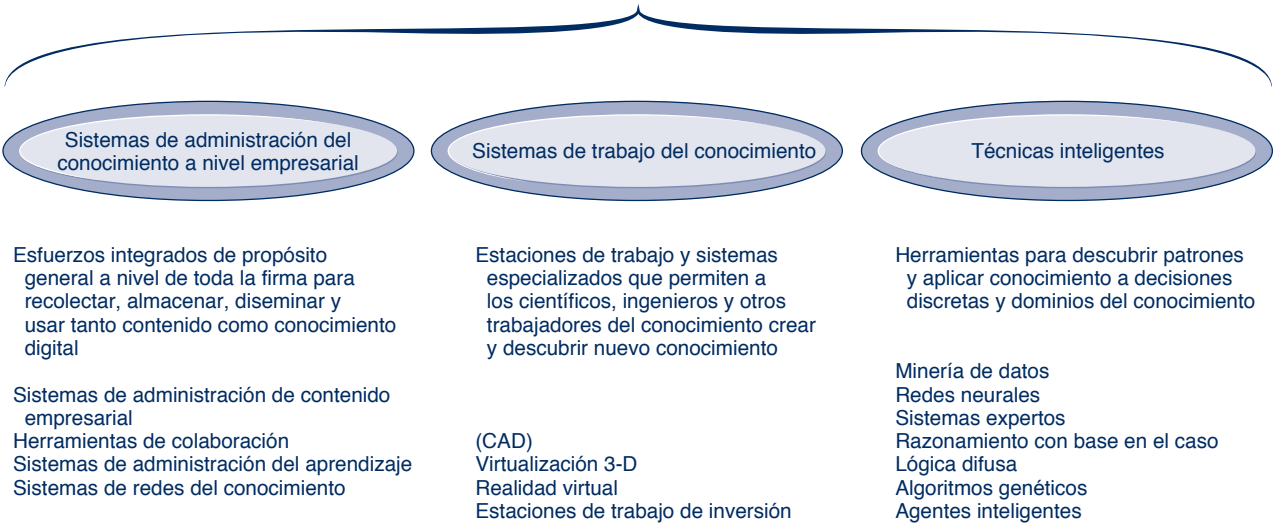 Sistemas de administración del
conocimiento a nivel empresarial
Sistemas de trabajo del conocimiento
Técnicas inteligentes
Esfuerzos integrados de propósito
general a nivel de toda la firma para
recolectar, almacenar, diseminar y
usar tanto contenido como conocimiento
digital
Sistemas de administración de contenido
empresarial
Herramientas de colaboración
Sistemas de administración del aprendizaje
Sistemas de redes del conocimiento
Estaciones de trabajo y sistemas
especializados que permiten a
los científicos, ingenieros y otros
trabajadores del conocimiento crear
y descubrir nuevo conocimiento
(CAD)
Virtualización 3-D
Realidad virtual
Estaciones de trabajo de inversión
Herramientas para descubrir patrones
y aplicar conocimiento a decisiones
discretas y dominios del conocimiento
Minería de datos
Redes neurales
Sistemas expertos
Razonamiento con base en el caso
Lógica difusa
Algoritmos genéticos
Agentes inteligentes